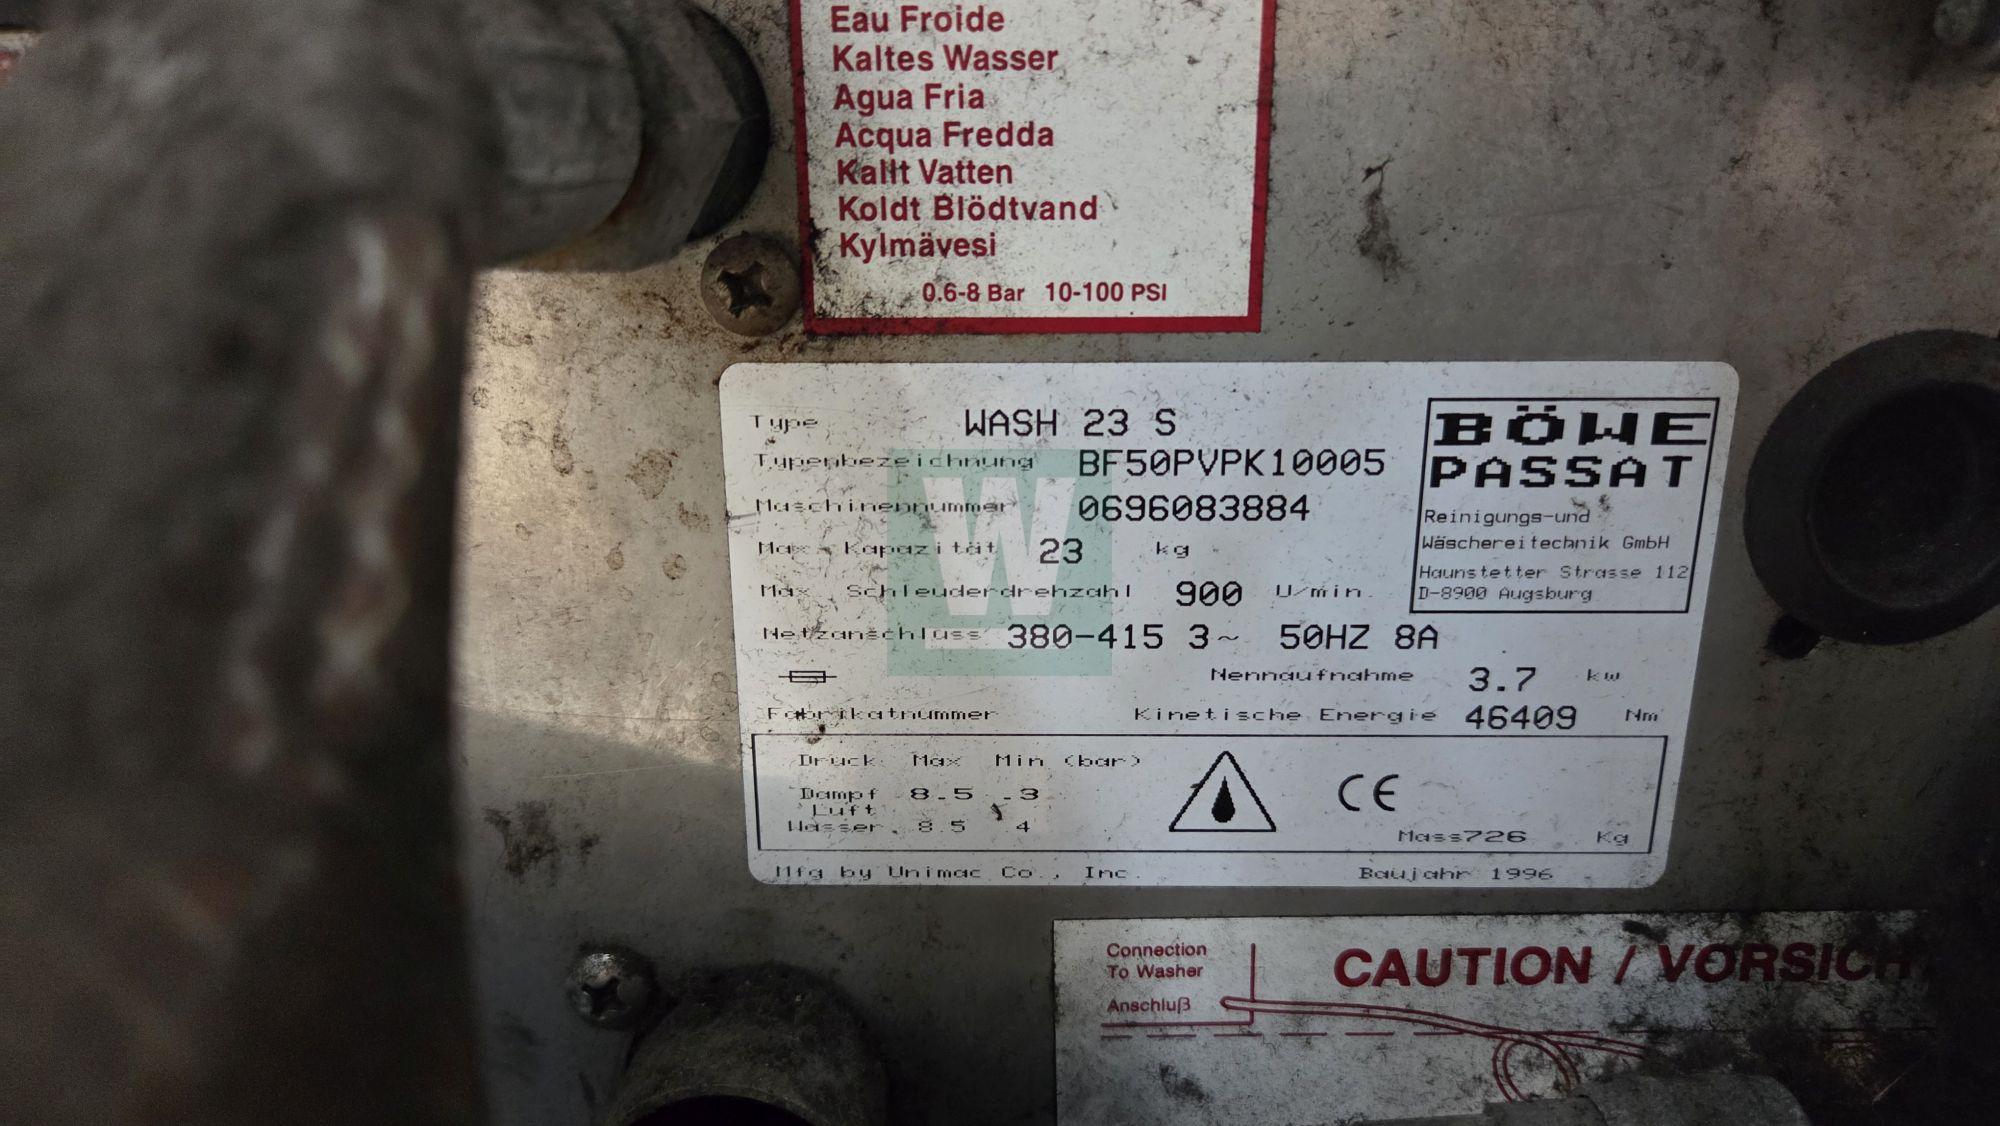 Eau Froide
Kaltes Wasser
Agua Fria
Acqua Fredda
Kallt Vatten
Koldt Blödtvand
Kylmävesi
0.6-8 Bar 10-100 PSI
Type WASH 23 S
Typenbezeichnung BF50PVPK10005
Maschinennummer 0696083884
Max. Kapazität 23 kg
Max. Schleuderdrehzahl 900 U/min.
Netzanschluss 380-415 3~ 50HZ 8A
Nennaufnahme 3.7 kw
Fabrikatnummer Kinetische Energie 46409 Nm
BÖWE
PASSAT
Reinigungs-und
Wäschereitechnik GmbH
Haunstetter Strasse 112
D-8900 Augsburg
W
Druck Max Min (bar)
Dampf 8.5 .3
Luft
Wasser 8.5 4
CE
Mass726 Kg
Mfg by Unimac Co., Inc. Baujahr 1996
Connection
To Washer
Anschluß
CAUTION / VORSICH